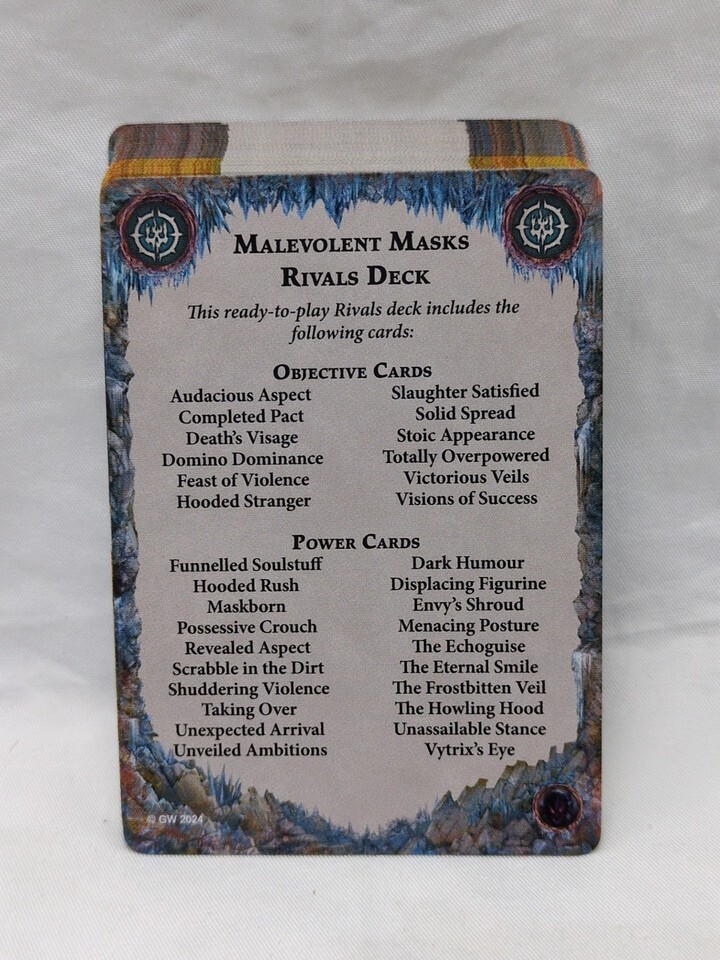 Malevolent Masks
Rivals Deck
This ready-to-play Rivals deck includes the
following cards:
Objective Cards
Audacious Aspect
Completed Pact
Death's Visage
Domino Dominance
Feast of Violence
Hooded Stranger
Slaughter Satisfied
Solid Spread
Stoic Appearance
Totally Overpowered
Victorious Veils
Visions of Success
Power Cards
Funnelled Soulstuff
Hooded Rush
Maskborn
Possessive Crouch
Revealed Aspect
Scrabble in the Dirt
Shuddering Violence
Taking Over
Unexpected Arrival
Unveiled Ambitions
Dark Humour
Displacing Figurine
Envy's Shroud
Menacing Posture
The Echoguise
The Eternal Smile
The Frostbitten Veil
The Howling Hood
Unassailable Stance
Vytrix's Eye
© GW 2024